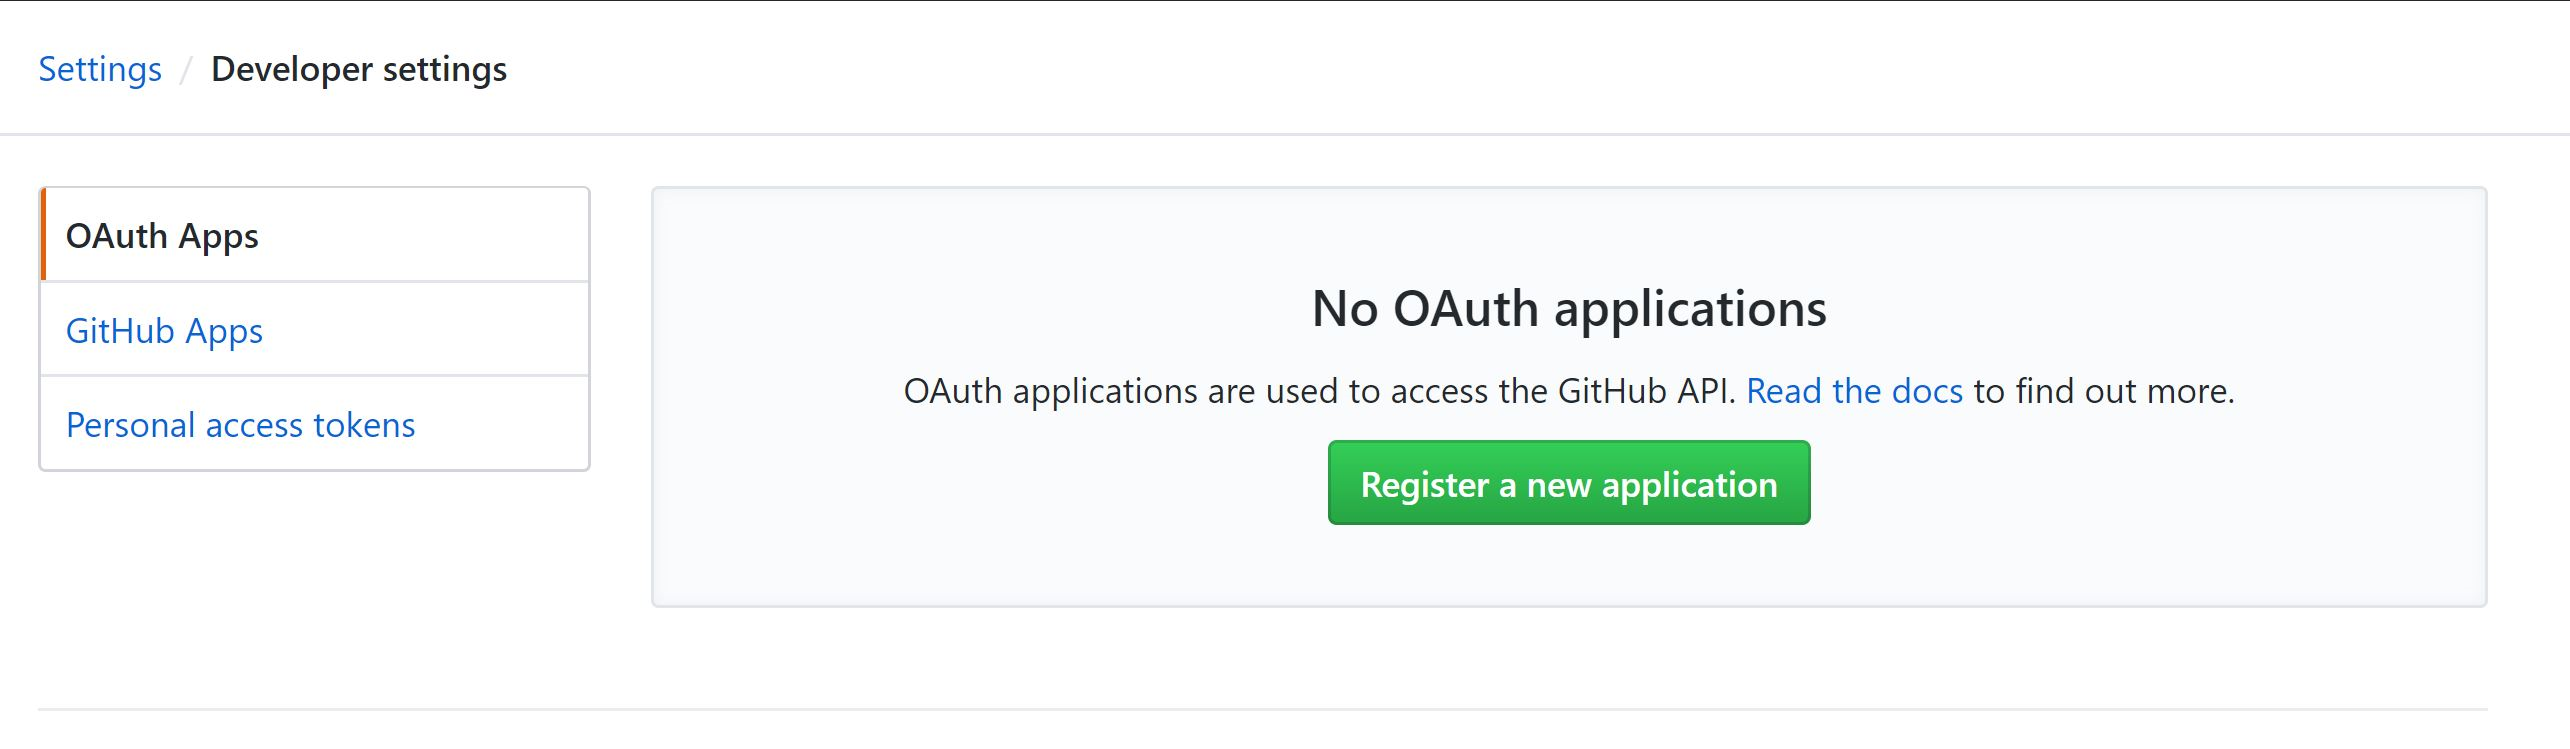 Settings / Developer settings
OAuth Apps
GitHub Apps
Personal access tokens
No OAuth applications
OAuth applications are used to access the GitHub API. Read the docs to find out more.
Register a new application